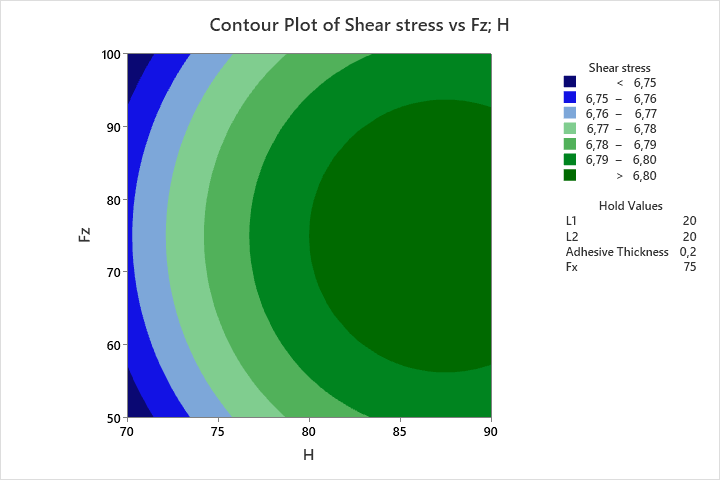 Contour Plot of Shear stress vs Fz; H
Shear stress
< 6,75
6,75 – 6,76
6,76 – 6,77
6,77 – 6,78
6,78 – 6,79
6,79 – 6,80
> 6,80
Hold Values
L1 20
L2 20
Adhesive Thickness 0,2
Fx 75
Fz
100
90
80
70
60
50
70 75 80 85 90
H